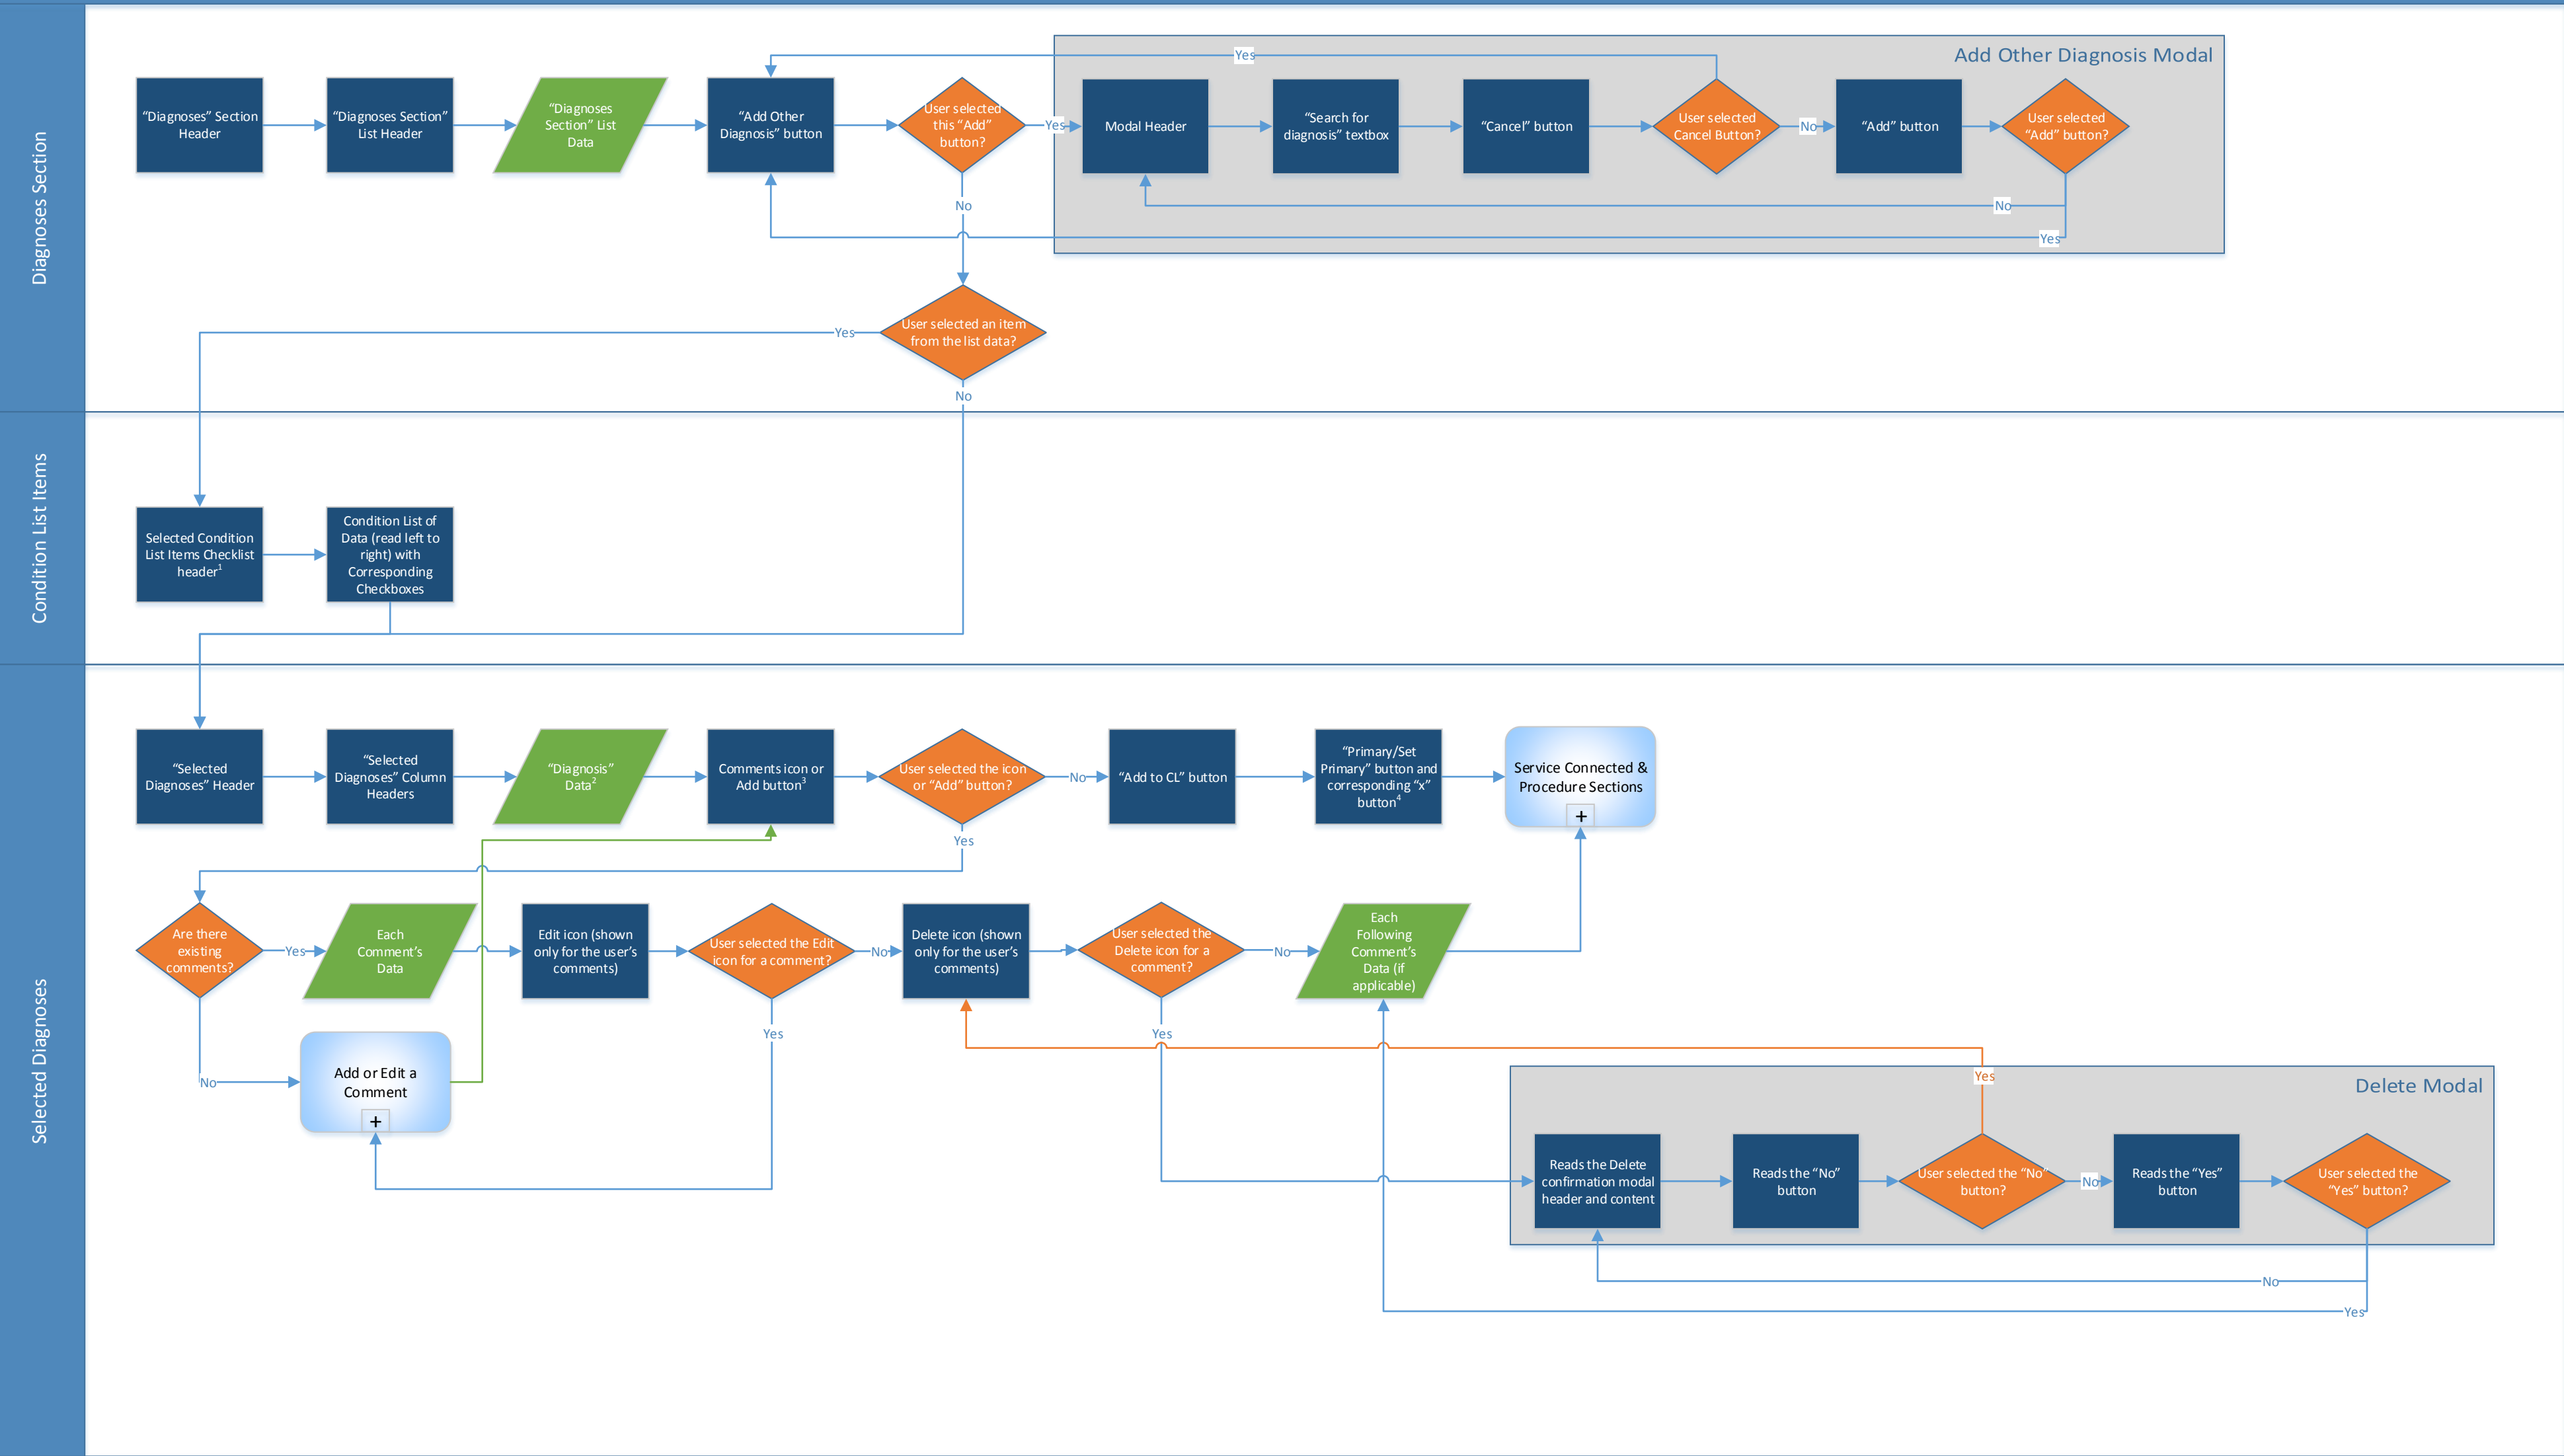 Diagnoses Section
Add Other Diagnosis Modal
Yes
“Diagnoses” Section
Header
“Diagnoses Section”
List Header
“Diagnoses
Section” List
Data
“Add Other
Diagnosis” button
User selected
this “Add”
button?
Yes
Modal Header
“Search for
diagnosis” textbox
“Cancel” button
User selected
Cancel Button?
No
“Add” button
User selected
“Add” button?
No
No
Yes
User selected an item
from the list data?
Yes
No
Condition List Items
Selected Condition
List Items Checklist
header1
Condition List of
Data (read left to
right) with
Corresponding
Checkboxes
Selected Diagnoses
“Selected
Diagnoses” Header
“Selected
Diagnoses” Column
Headers
“Diagnosis”
Data2
Comments icon or
Add button3
User selected the icon
or “Add” button?
No
“Add to CL” button
“Primary/Set
Primary” button and
corresponding “x”
button4
Service Connected &
Procedure Sections
+
Yes
Are there
existing
comments?
Yes
Each
Comment’s
Data
Edit icon (shown
only for the user’s
comments)
User selected the Edit
icon for a comment?
No
Delete icon (shown
only for the user’s
comments)
User selected the
Delete icon for a
comment?
No
Each
Following
Comment’s
Data (if
applicable)
Yes
Yes
No
Add or Edit a
Comment
+
Yes
Delete Modal
Reads the Delete
confirmation modal
header and content
Reads the “No”
button
User selected the “No”
button?
No
Reads the “Yes”
button
User selected the
“Yes” button?
No
Yes